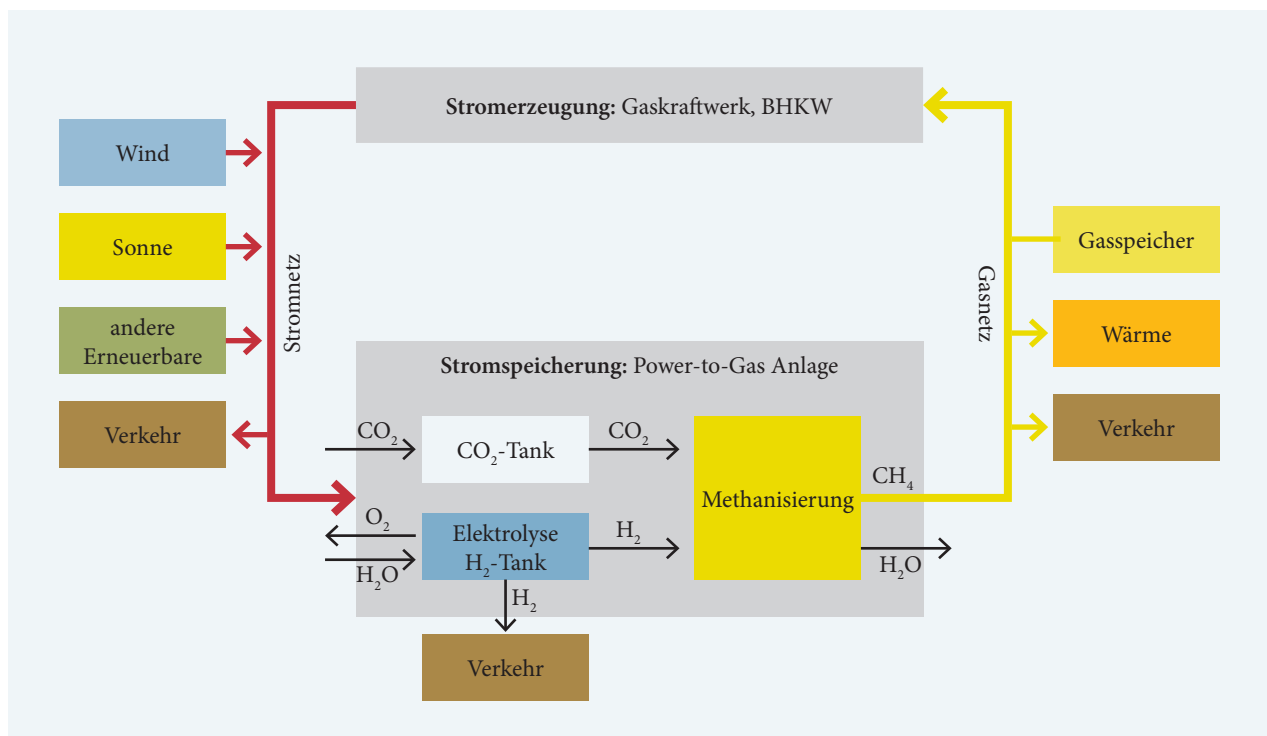 Stromerzeugung: Gaskraftwerk, BHKW
Wind
Sonne
andere
Erneuerbare
Verkehr
Stromnetz
Gasnetz
Gasspeicher
Wärme
Verkehr
Stromspeicherung: Power-to-Gas Anlage
CO₂
CO₂-Tank
CO₂
Methanisierung
CH₄
O₂
H₂O
Elektrolyse
H₂-Tank
H₂
H₂O
H₂
Verkehr